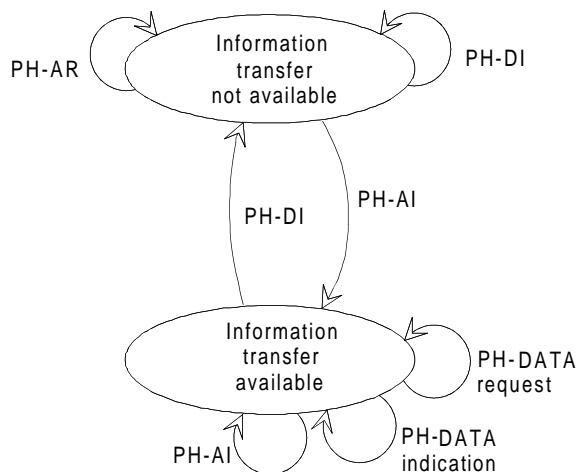 Information
transfer
not available
PH-AR
PH-DI
PH-AI
PH-DI
Information
transfer
available
PH-DATA
request
PH-AI
PH-DATA
indication